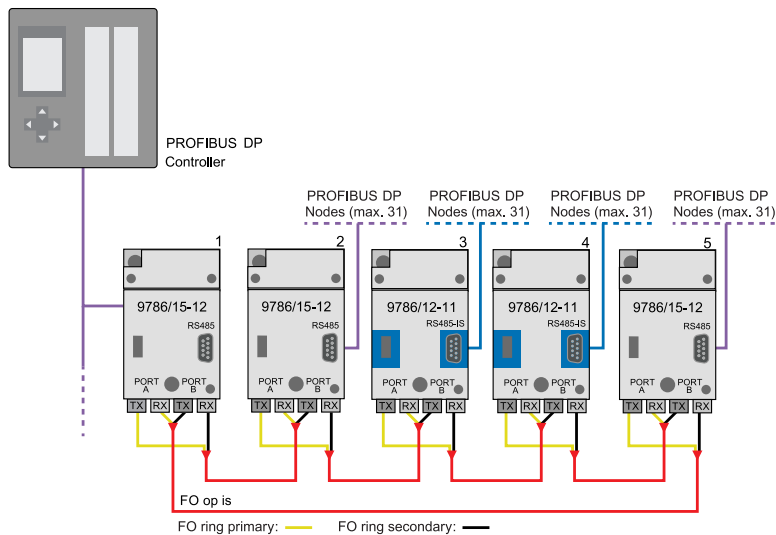 PROFIBUS DP
Controller
PROFIBUS DP
Nodes (max. 31)
PROFIBUS DP
Nodes (max. 31)
PROFIBUS DP
Nodes (max. 31)
PROFIBUS DP
Nodes (max. 31)
1
2
3
4
5
9786/15-12
9786/15-12
9786/12-11
9786/12-11
9786/15-12
RS485
RS485
RS485-IS
RS485-IS
RS485
PORT A PORT B
PORT A PORT B
PORT A PORT B
PORT A PORT B
PORT A PORT B
TX RX TX RX
TX RX TX RX
TX RX TX RX
TX RX TX RX
TX RX TX RX
FO op is
FO ring primary: FO ring secondary: